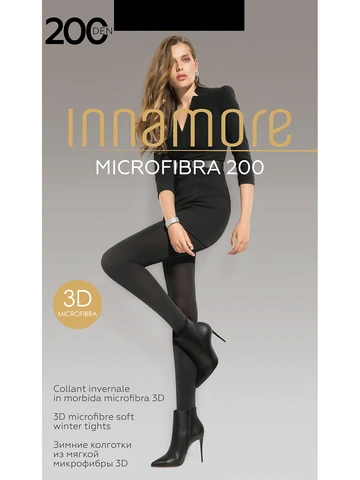 200 DEN
innamore
MICROFIBRA 200
3D
MICROFIBRA
Collant invernale
in morbida microfibra 3D
3D microfibre soft
winter tights
Зимние колготки
из мягкой
микрофибры 3D